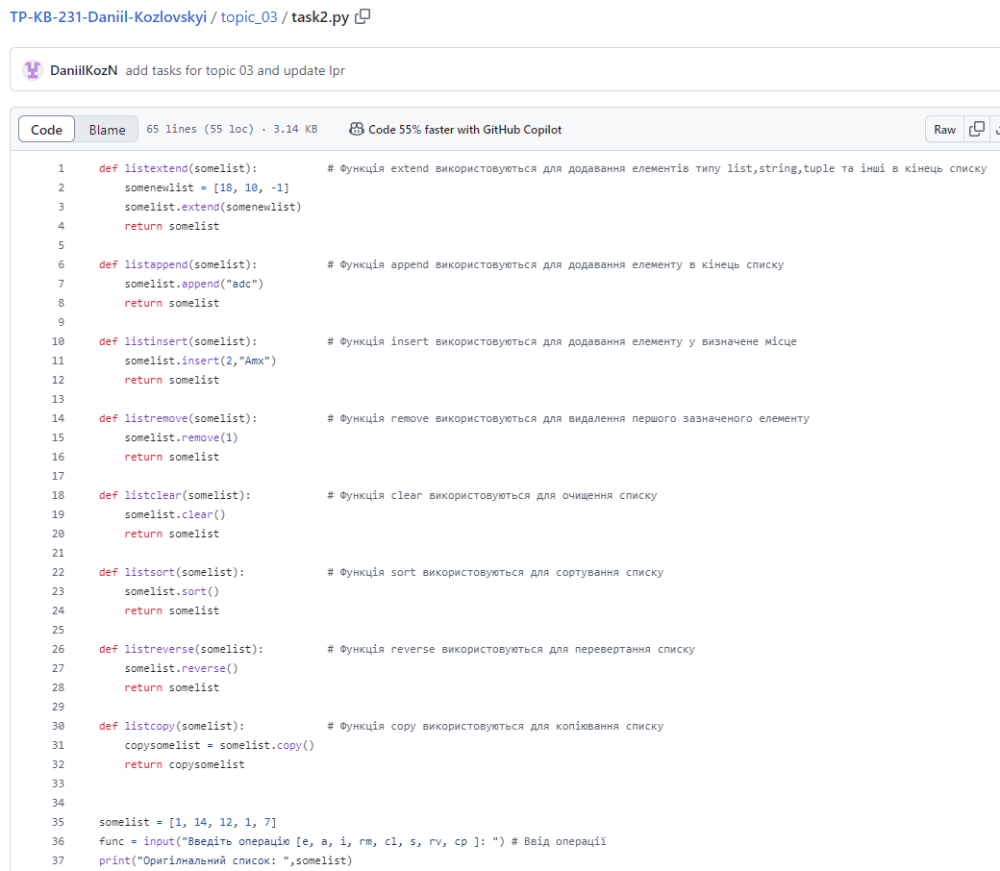 TP-KB-231-Daniil-Kozlovskyi / topic_03 / task2.py
DaniilKozN add tasks for topic 03 and update lpr
Code Blame 65 lines (55 loc) · 3.14 KB Code 55% faster with GitHub Copilot Raw
1 def listextend(somelist): # Функція extend використовуються для додавання елементів типу list,string,tuple та інші в кінець списку
2 somenewlist = [18, 10, -1]
3 somelist.extend(somenewlist)
4 return somelist
5
6 def listappend(somelist): # Функція append використовуються для додавання елементу в кінець списку
7 somelist.append("adc")
8 return somelist
9
10 def listinsert(somelist): # Функція insert використовуються для додавання елементу у визначене місце
11 somelist.insert(2,"Amx")
12 return somelist
13
14 def listremove(somelist): # Функція remove використовуються для видалення першого зазначеного елементу
15 somelist.remove(1)
16 return somelist
17
18 def listclear(somelist): # Функція clear використовуються для очищення списку
19 somelist.clear()
20 return somelist
21
22 def listsort(somelist): # Функція sort використовуються для сортування списку
23 somelist.sort()
24 return somelist
25
26 def listreverse(somelist): # Функція reverse використовуються для перевертання списку
27 somelist.reverse()
28 return somelist
29
30 def listcopy(somelist): # Функція copy використовуються для копіювання списку
31 copysomelist = somelist.copy()
32 return copysomelist
33
34
35 somelist = [1, 14, 12, 1, 7]
36 func = input("Введіть операцію [e, a, i, rm, cl, s, rv, cp ]: ") # Ввід операції
37 print("Оригілнальний список: ",somelist)